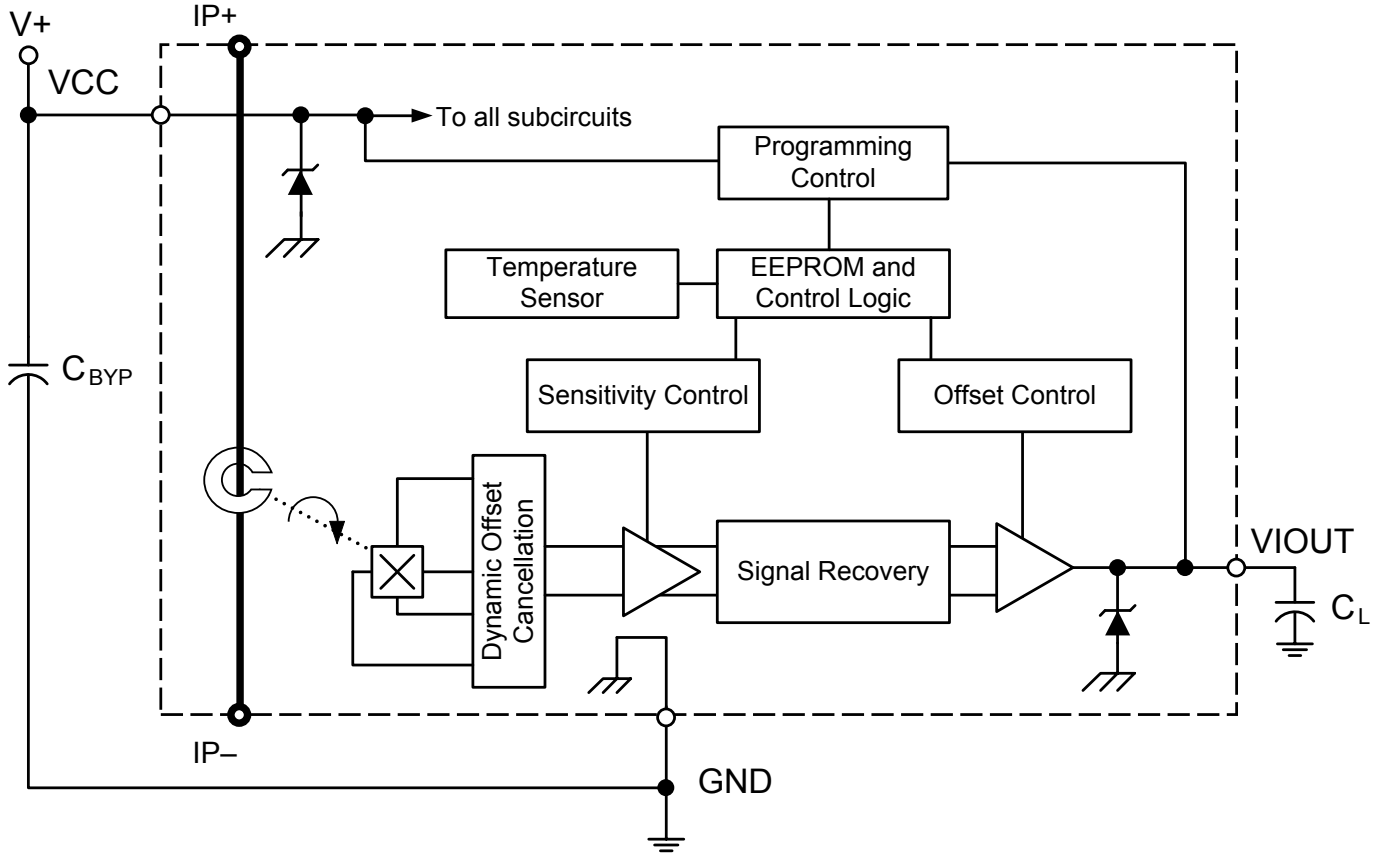 IP+
V+
VCC
To all subcircuits
Programming
Control
Temperature
Sensor
EEPROM and
Control Logic
CBYP
Sensitivity Control
Offset Control
Dynamic Offset
Cancellation
Signal Recovery
VIOUT
CL
IP–
GND